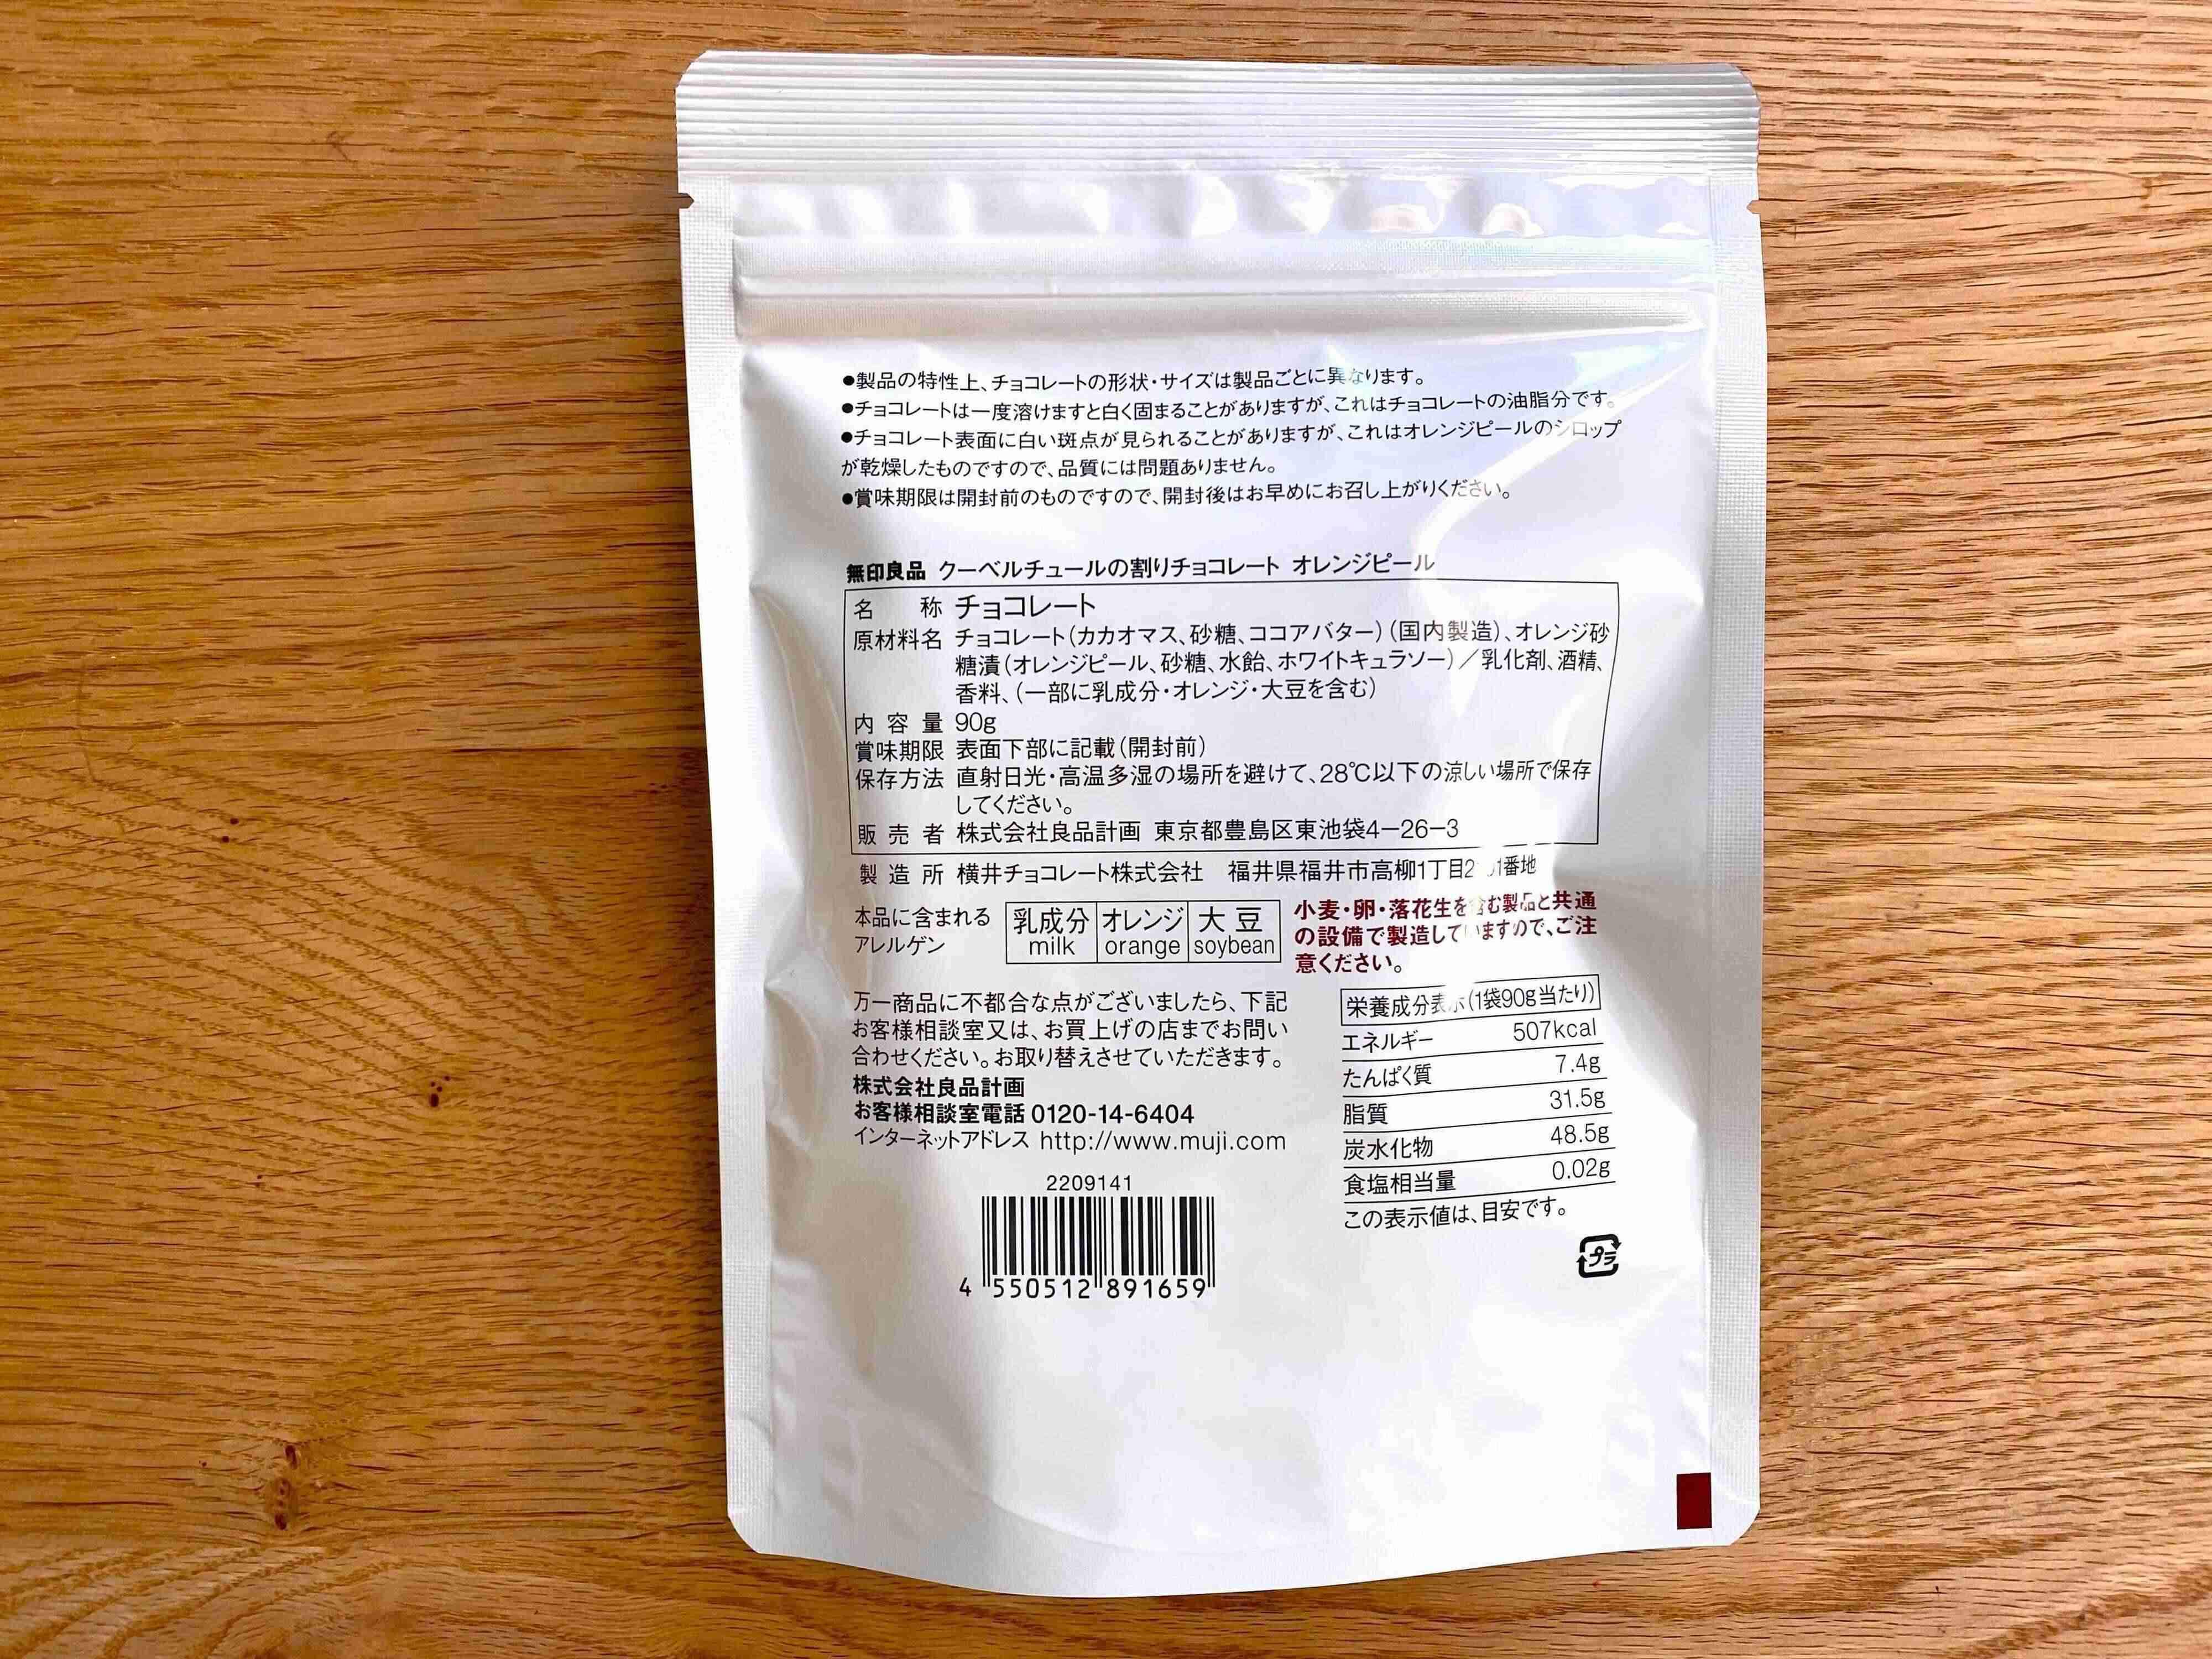 ●製品の特性上、チョコレートの形状・サイズは製品ごとに異なります。
●チョコレートは一度溶けますと白く固まることがありますが、これはチョコレートの油脂分です。
●チョコレート表面に白い斑点が見られることがありますが、これはオレンジピールのシロップ
が乾燥したものですので、品質には問題ありません。
●賞味期限は開封前のものですので、開封後はお早めにお召し上がりください。
無印良品 クーベルチュールの割りチョコレート オレンジピール
名称 チョコレート
原材料名 チョコレート(カカオマス、砂糖、ココアバター)(国内製造)、オレンジ砂
糖漬(オレンジピール、砂糖、水飴、ホワイトキュラソー)／乳化剤、酒精、
香料、(一部に乳成分・オレンジ・大豆を含む)
内容量 90g
賞味期限 表面下部に記載(開封前)
保存方法 直射日光・高温多湿の場所を避けて、28℃以下の涼しい場所で保存
してください。
販売者 株式会社良品計画 東京都豊島区東池袋4−26−3
製造所 横井チョコレート株式会社 福井県福井市高柳1丁目 番地
本品に含まれる
アレルゲン
乳成分 オレンジ 大豆
milk orange soybean
小麦・卵・落花生を含む製品と共通
の設備で製造していますので、ご注
意ください。
万一商品に不都合な点がございましたら、下記
お客様相談室又は、お買上げの店までお問い
合わせください。お取り替えさせていただきます。
株式会社良品計画
お客様相談室電話 0120-14-6404
インターネットアドレス http://www.muji.com
2209141
4 550512 891659
栄養成分表示(1袋90g当たり)
エネルギー 507kcal
たんぱく質 7.4g
脂質 31.5g
炭水化物 48.5g
食塩相当量 0.02g
この表示値は、目安です。
プラ